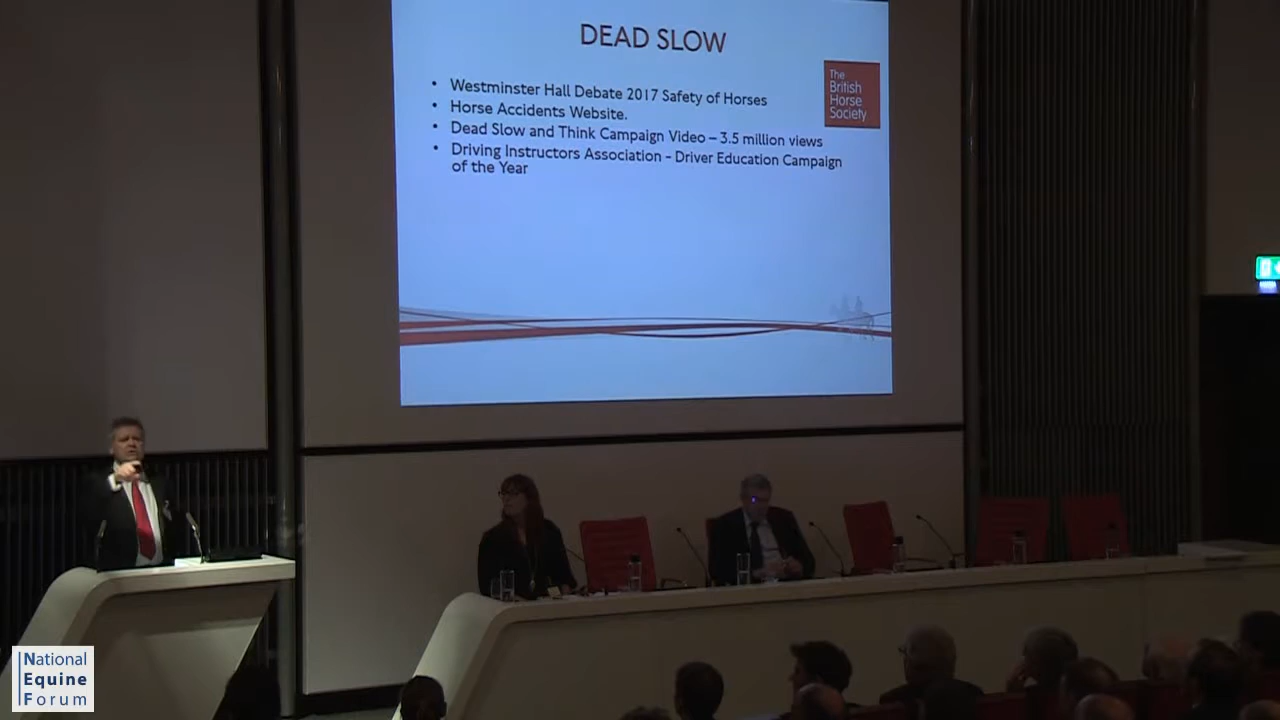 DEAD SLOW
• Westminster Hall Debate 2017 Safety of Horses
• Horse Accidents Website.
• Dead Slow and Think Campaign Video – 3.5 million views
• Driving Instructors Association - Driver Education Campaign
of the Year
The
British
Horse
Society
National
Equine
Forum